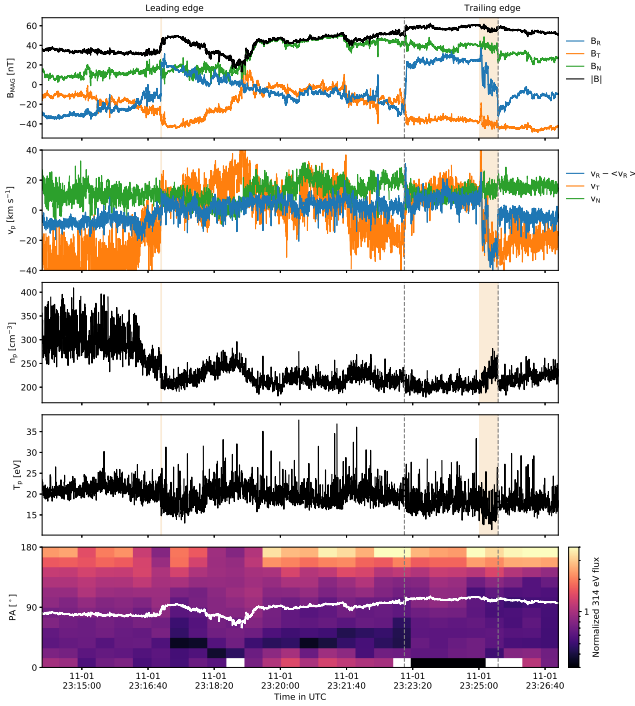 Leading edge
Trailing edge
60
40
20
0
−20
−40
B_MAG [nT]
B_R
B_T
B_N
|B|
40
20
0
−20
−40
v_p [km s⁻¹]
v_R − <v_R >
v_T
v_N
400
350
300
250
200
n_p [cm⁻³]
35
30
25
20
15
T_p [eV]
180
90
0
PA [°]
1
Normalized 314 eV flux
11-01 11-01 11-01 11-01 11-01 11-01 11-01 11-01
23:15:00 23:16:40 23:18:20 23:20:00 23:21:40 23:23:20 23:25:00 23:26:40
Time in UTC